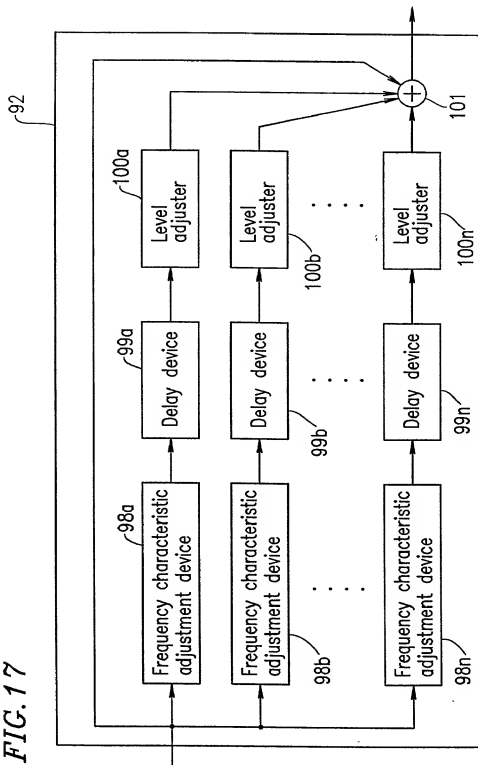 FIG.17
92
98a
Frequency characteristic
adjustment device
99a
Delay device
100a
Level
adjuster
Frequency characteristic
adjustment device
98b
Delay device
99b
Level
adjuster
100b
101
Frequency characteristic
adjustment device
98n
Delay device
99n
Level
adjuster
100n